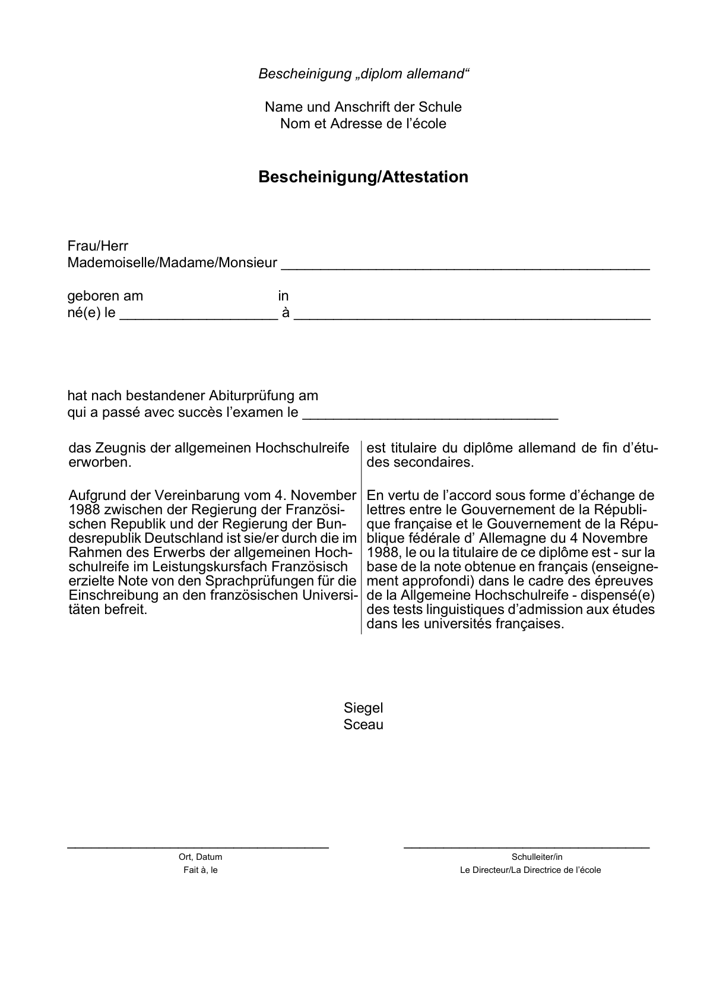 Bescheinigung „diplom allemand“
Name und Anschrift der Schule
Nom et Adresse de l’école
Bescheinigung/Attestation
Frau/Herr
Mademoiselle/Madame/Monsieur _______________________________________________
geboren am in
né(e) le ____________________ à _____________________________________________
hat nach bestandener Abiturprüfung am
qui a passé avec succès l’examen le ________________________________
das Zeugnis der allgemeinen Hochschulreife
erworben.
Aufgrund der Vereinbarung vom 4. November
1988 zwischen der Regierung der Französi-
schen Republik und der Regierung der Bun-
desrepublik Deutschland ist sie/er durch die im
Rahmen des Erwerbs der allgemeinen Hoch-
schulreife im Leistungskursfach Französisch
erzielte Note von den Sprachprüfungen für die
Einschreibung an den französischen Universi-
täten befreit.
est titulaire du diplôme allemand de fin d’étu-
des secondaires.
En vertu de l’accord sous forme d’échange de
lettres entre le Gouvernement de la Républi-
que française et le Gouvernement de la Répu-
blique fédérale d’ Allemagne du 4 Novembre
1988, le ou la titulaire de ce diplôme est - sur la
base de la note obtenue en français (enseigne-
ment approfondi) dans le cadre des épreuves
de la Allgemeine Hochschulreife - dispensé(e)
des tests linguistiques d’admission aux études
dans les universités françaises.
Siegel
Sceau
_________________________________ _______________________________
Ort, Datum Schulleiter/in
Fait à, le Le Directeur/La Directrice de l’école